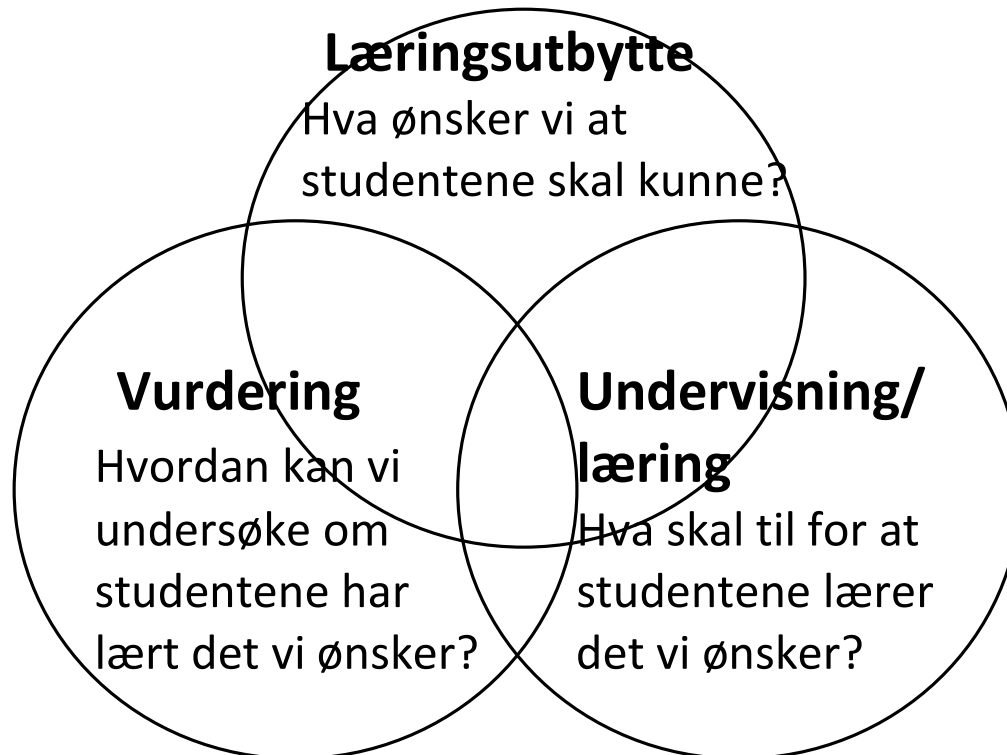 Læringsutbytte
Hva ønsker vi at
studentene skal kunne?
Vurdering
Hvordan kan vi
undersøke om
studentene har
lært det vi ønsker?
Undervisning/
læring
Hva skal til for at
studentene lærer
det vi ønsker?